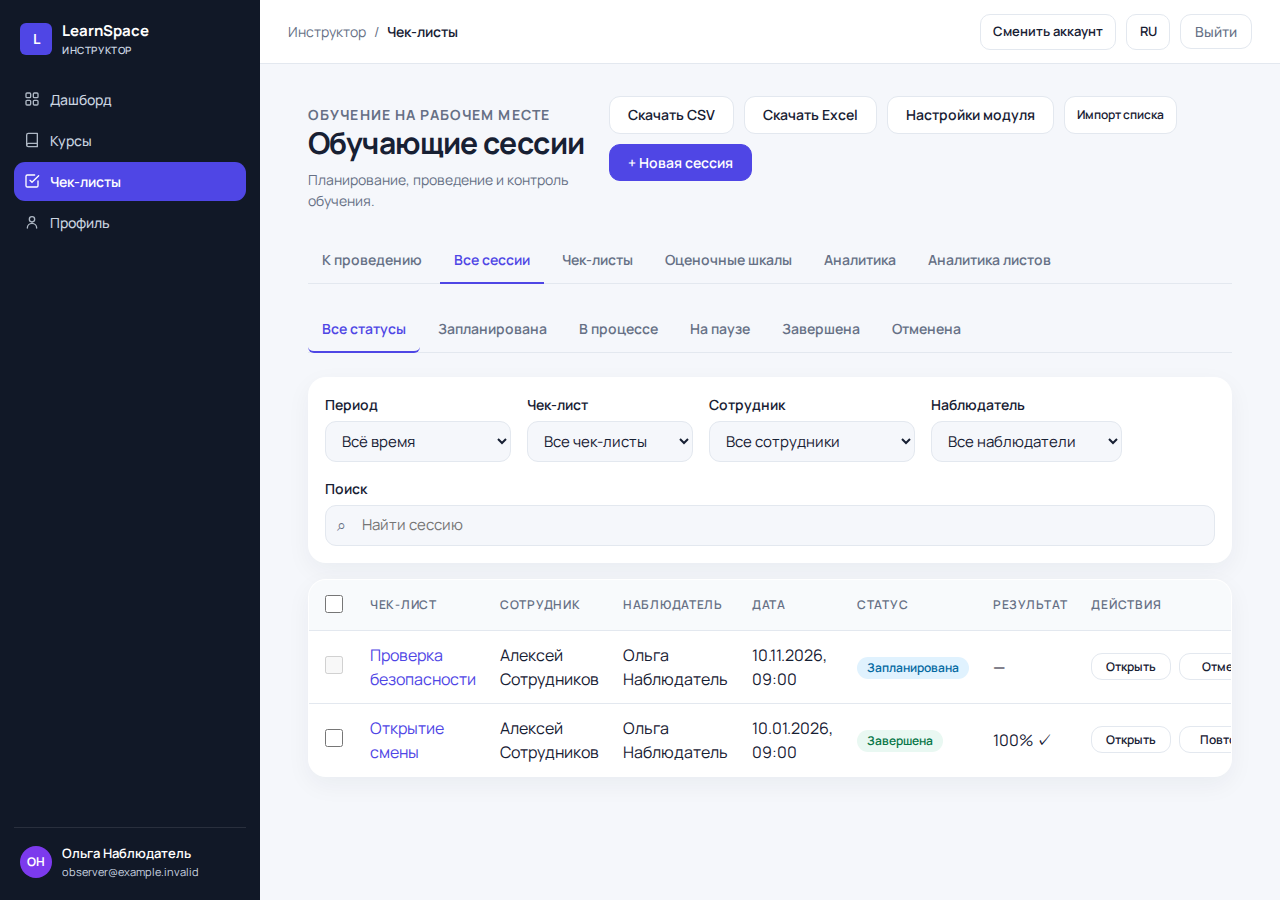 L
LearnSpace
ИНСТРУКТОР
Дашборд
Курсы
Чек-листы
Профиль
ОН
Ольга Наблюдатель
observer@example.invalid
Инструктор / Чек-листы
Сменить аккаунт
RU
Выйти
ОБУЧЕНИЕ НА РАБОЧЕМ МЕСТЕ
Обучающие сессии
Планирование, проведение и контроль
обучения.
Скачать CSV
Скачать Excel
Настройки модуля
Импорт списка
+ Новая сессия
К проведению
Все сессии
Чек-листы
Оценочные шкалы
Аналитика
Аналитика листов
Все статусы
Запланирована
В процессе
На паузе
Завершена
Отменена
Период
Чек-лист
Сотрудник
Наблюдатель
Всё время
Все чек-листы
Все сотрудники
Все наблюдатели
Поиск
Найти сессию
ЧЕК-ЛИСТ
СОТРУДНИК
НАБЛЮДАТЕЛЬ
ДАТА
СТАТУС
РЕЗУЛЬТАТ
ДЕЙСТВИЯ
Проверка
безопасности
Алексей
Сотрудников
Ольга
Наблюдатель
10.11.2026,
09:00
Запланирована
—
Открыть
Отме
Открытие
смены
Алексей
Сотрудников
Ольга
Наблюдатель
10.01.2026,
09:00
Завершена
100% ✓
Открыть
Повт